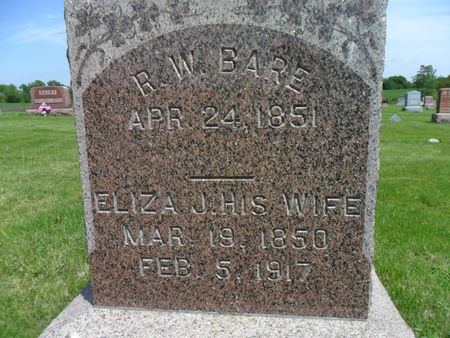 R. W. BARE
APR. 24, 1851
ELIZA J. HIS WIFE
MAR. 19, 1850
FEB. 5, 1917